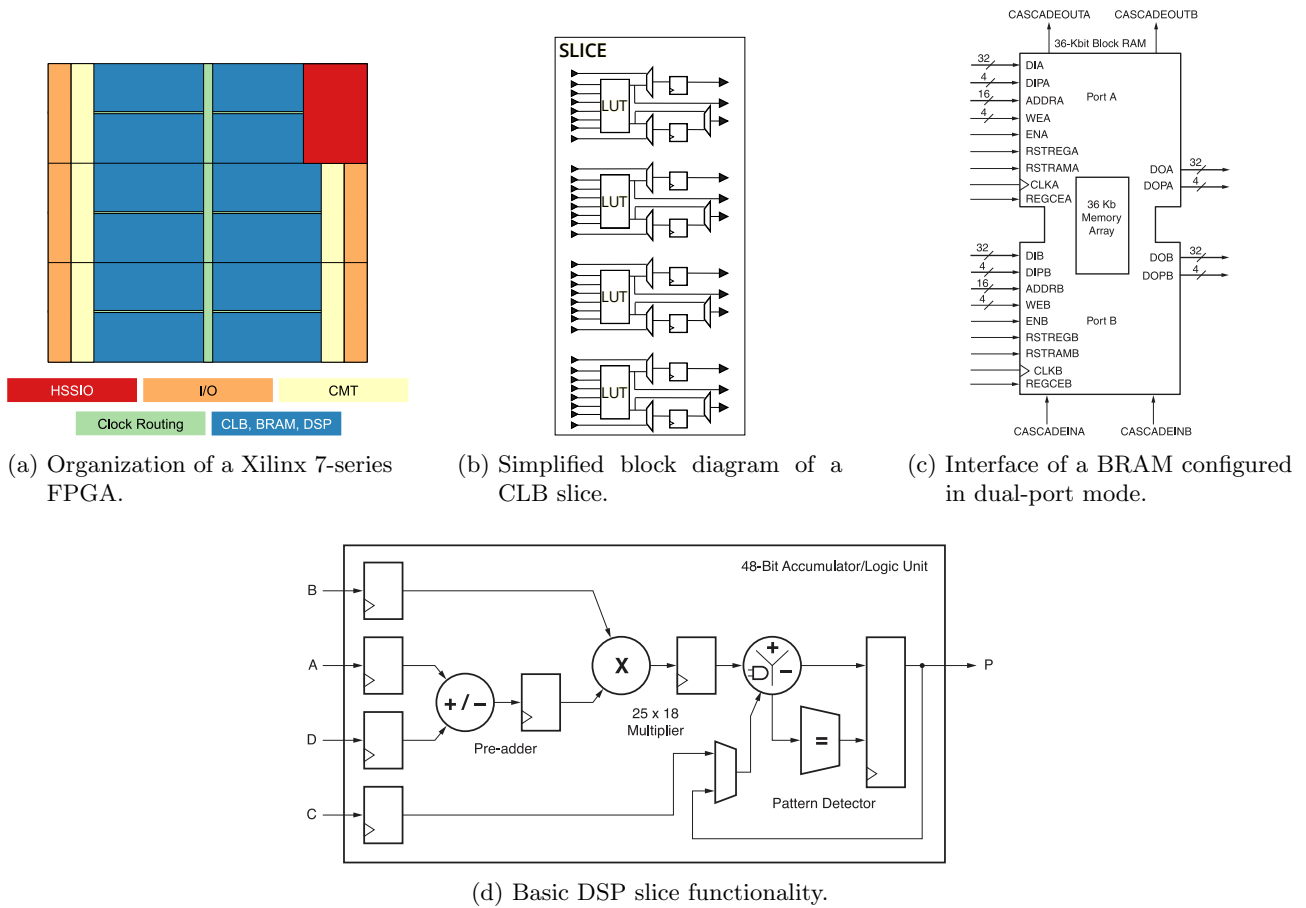 HSSIO
I/O
CMT
Clock Routing
CLB, BRAM, DSP
(a) Organization of a Xilinx 7-series
FPGA.
SLICE
LUT
LUT
LUT
LUT
(b) Simplified block diagram of a
CLB slice.
CASCADEOUTA
CASCADEOUTB
36-Kbit Block RAM
32
DIA
4
DIPA
16
ADDRA
4
WEA
ENA
RSTREGA
RSTRAMA
CLKA
REGCEA
Port A
36 Kb
Memory
Array
DOA
32
DOPA
4
32
DIB
4
DIPB
16
ADDRB
4
WEB
ENB
RSTREGB
RSTRAMB
CLKB
REGCEB
Port B
DOB
32
DOPB
4
CASCADEINA
CASCADEINB
(c) Interface of a BRAM configured
in dual-port mode.
48-Bit Accumulator/Logic Unit
B
A
D
C
+ / −
Pre-adder
X
25 x 18
Multiplier
+
−
=
Pattern Detector
P
(d) Basic DSP slice functionality.